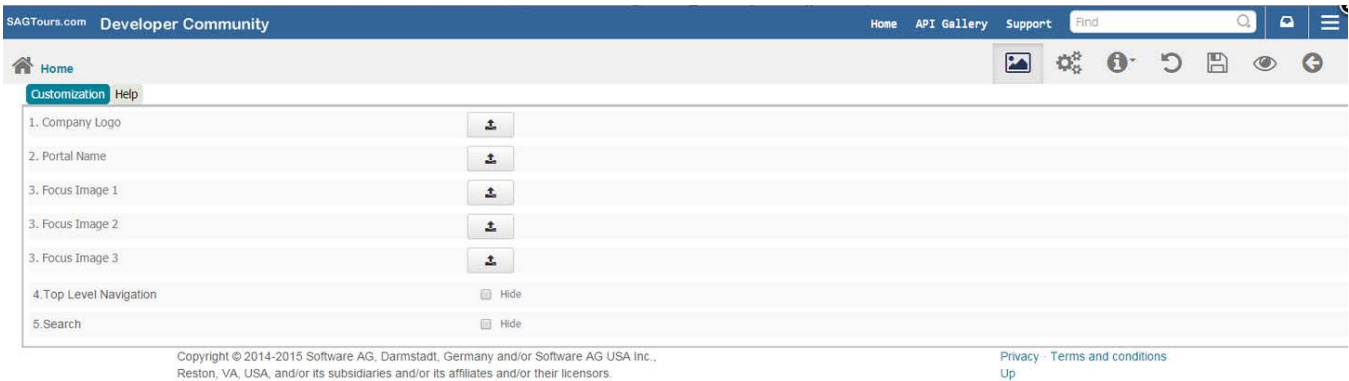 SAGTours.com Developer Community Home API Gallery Support Find
Home
Customization Help
1. Company Logo
2. Portal Name
3. Focus Image 1
3. Focus Image 2
3. Focus Image 3
4.Top Level Navigation Hide
5.Search Hide
Copyright © 2014-2015 Software AG, Darmstadt, Germany and/or Software AG USA Inc., Privacy · Terms and conditions
Reston, VA, USA, and/or its subsidiaries and/or its affiliates and/or their licensors. Up